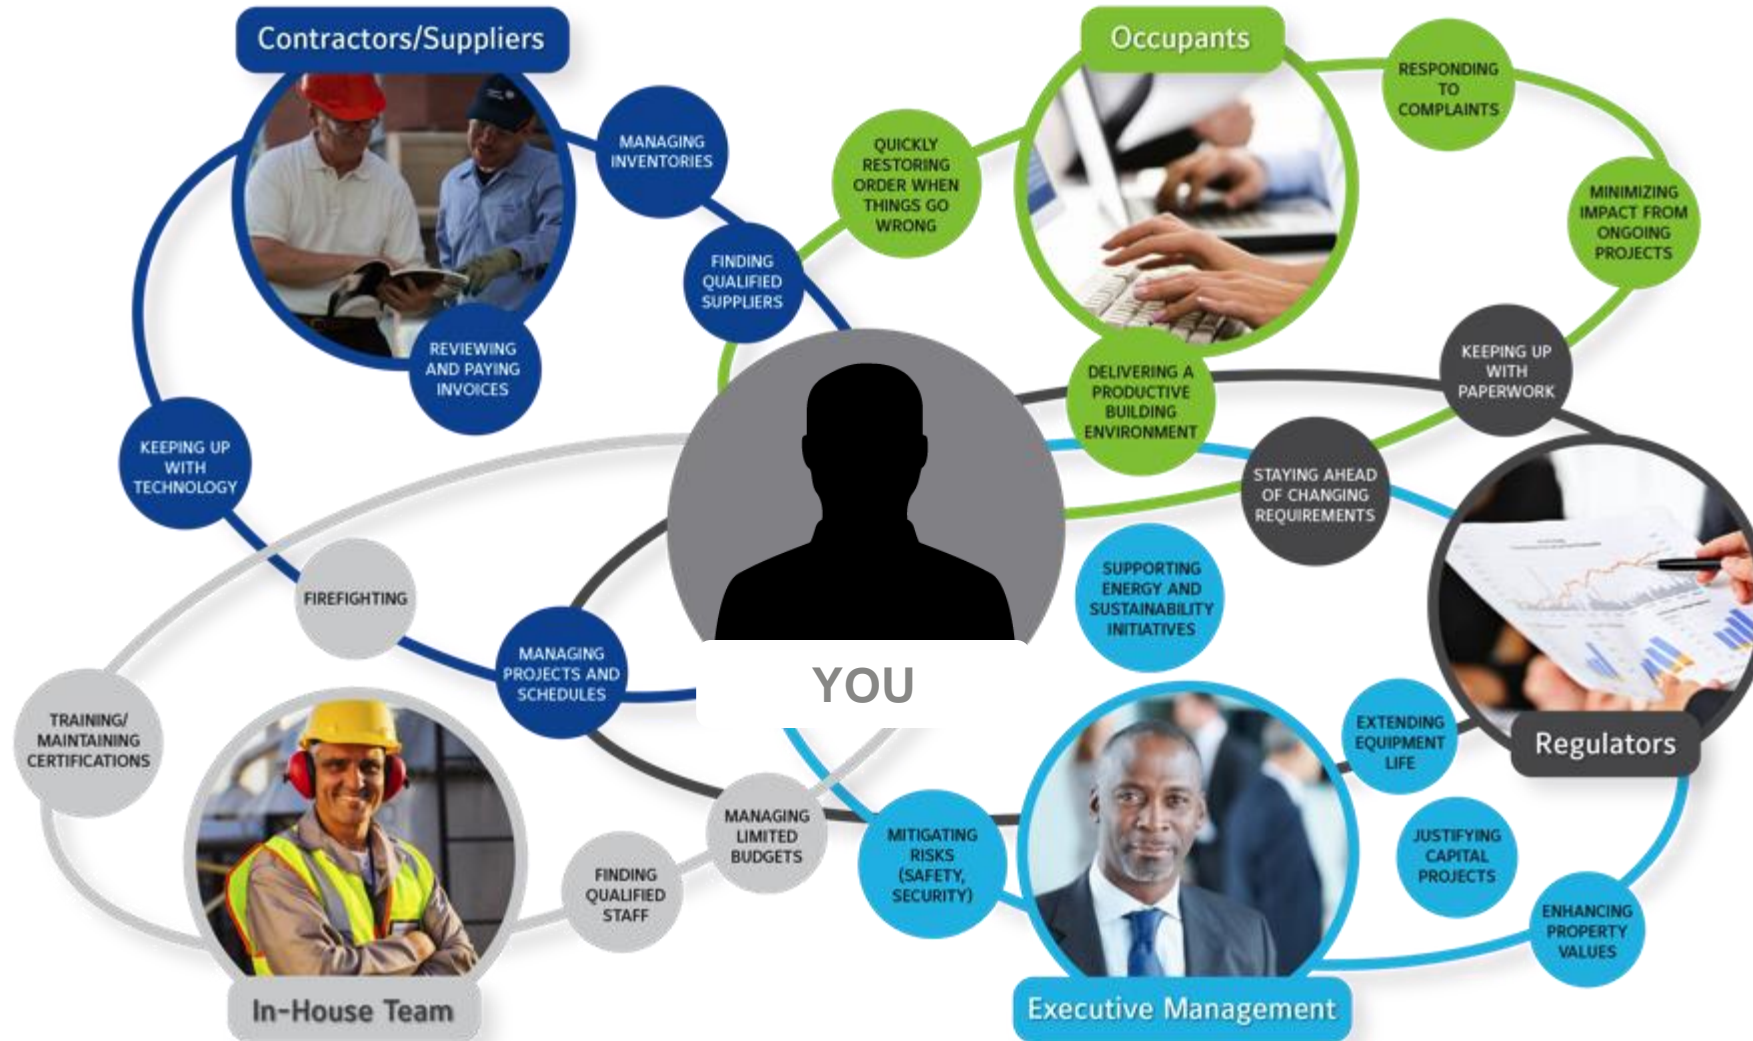 Contractors/Suppliers
MANAGING
INVENTORIES
FINDING
QUALIFIED
SUPPLIERS
REVIEWING
AND PAYING
INVOICES
KEEPING UP
WITH
TECHNOLOGY
MANAGING
PROJECTS AND
SCHEDULES
Occupants
RESPONDING
TO
COMPLAINTS
QUICKLY
RESTORING
ORDER WHEN
THINGS GO
WRONG
MINIMIZING
IMPACT FROM
ONGOING
PROJECTS
DELIVERING A
PRODUCTIVE
BUILDING
ENVIRONMENT
KEEPING UP
WITH
PAPERWORK
STAYING AHEAD
OF CHANGING
REQUIREMENTS
Regulators
YOU
FIREFIGHTING
TRAINING/
MAINTAINING
CERTIFICATIONS
FINDING
QUALIFIED
STAFF
MANAGING
LIMITED
BUDGETS
In-House Team
SUPPORTING
ENERGY AND
SUSTAINABILITY
INITIATIVES
EXTENDING
EQUIPMENT
LIFE
MITIGATING
RISKS
(SAFETY,
SECURITY)
JUSTIFYING
CAPITAL
PROJECTS
ENHANCING
PROPERTY
VALUES
Executive Management